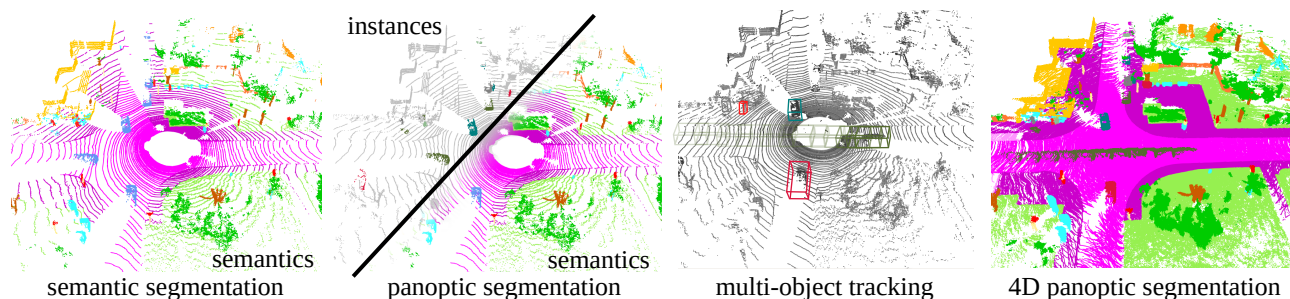 instances
semantics
semantics
semantic segmentation
panoptic segmentation
multi-object tracking
4D panoptic segmentation